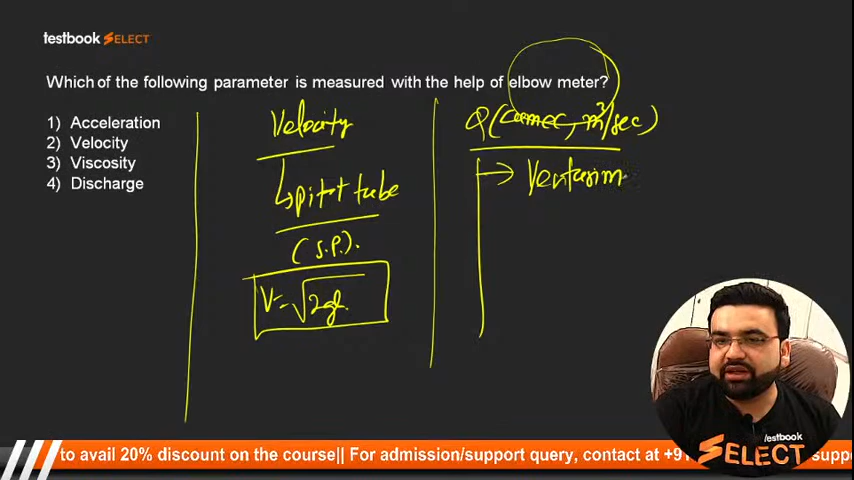 testbook SELECT
Which of the following parameter is measured with the help of elbow meter?
1) Acceleration
2) Velocity
3) Viscosity
4) Discharge
Velocity
pitot tube
(S.P.).
V=√2gh.
Q (cumec, m³/sec)
→ Venturim
testbook
SELECT
to avail 20% discount on the course|| For admission/support query, contact at +91